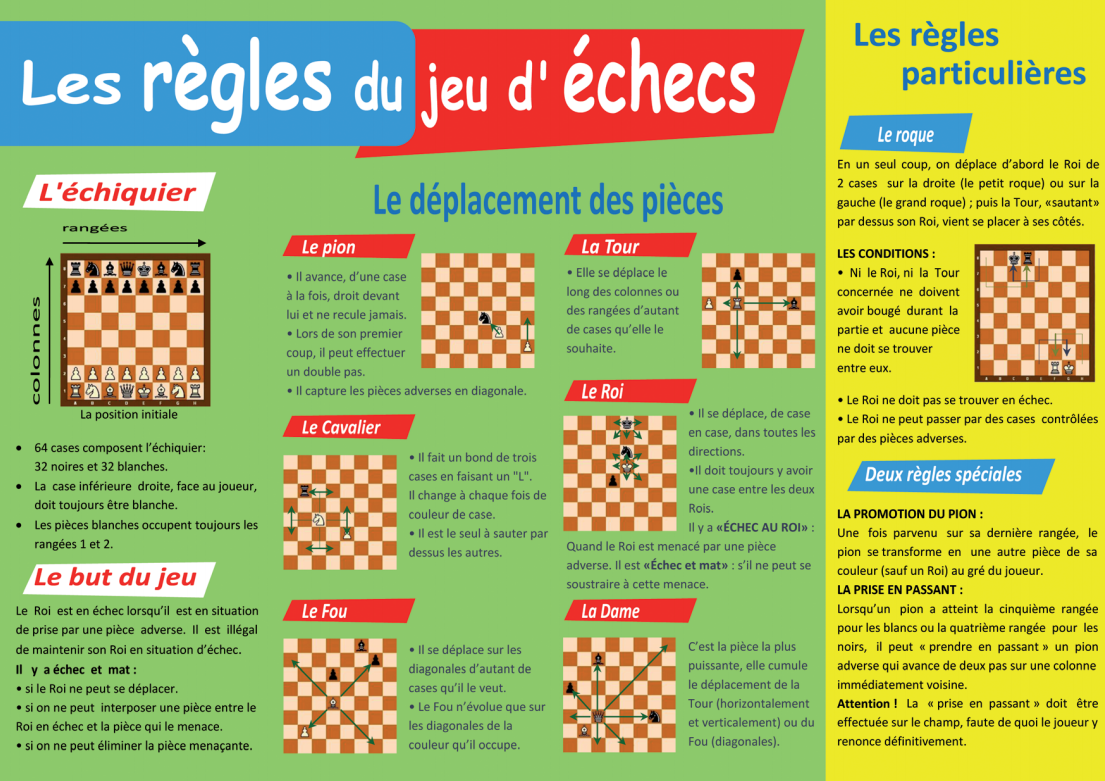 Les règles du jeu d' échecs
L'échiquier
rangées
colonnes
La position initiale
• 64 cases composent l'échiquier:
32 noires et 32 blanches.
• La case inférieure droite, face au joueur,
doit toujours être blanche.
• Les pièces blanches occupent toujours les
rangées 1 et 2.
Le but du jeu
Le Roi est en échec lorsqu'il est en situation
de prise par une pièce adverse. Il est illégal
de maintenir son Roi en situation d'échec.
Il y a échec et mat :
• si le Roi ne peut se déplacer.
• si on ne peut interposer une pièce entre le
Roi en échec et la pièce qui le menace.
• si on ne peut éliminer la pièce menaçante.
Le déplacement des pièces
Le pion
• Il avance, d'une case
à la fois, droit devant
lui et ne recule jamais.
• Lors de son premier
coup, il peut effectuer
un double pas.
• Il capture les pièces adverses en diagonale.
Le Cavalier
• Il fait un bond de trois
cases en faisant un "L".
Il change à chaque fois de
couleur de case.
• Il est le seul à sauter par
dessus les autres.
Le Fou
• Il se déplace sur les
diagonales d'autant de
cases qu'il le veut.
• Le Fou n'évolue que sur
les diagonales de la
couleur qu'il occupe.
La Tour
• Elle se déplace le
long des colonnes ou
des rangées d'autant
de cases qu'elle le
souhaite.
Le Roi
• Il se déplace, de case
en case, dans toutes les
directions.
•Il doit toujours y avoir
une case entre les deux
Rois.
Il y a «ÉCHEC AU ROI» :
Quand le Roi est menacé par une pièce
adverse. Il est «Échec et mat» : s'il ne peut se
soustraire à cette menace.
La Dame
C'est la pièce la plus
puissante, elle cumule
le déplacement de la
Tour (horizontalement
et verticalement) ou du
Fou (diagonales).
Les règles
particulières
Le roque
En un seul coup, on déplace d'abord le Roi de
2 cases sur la droite (le petit roque) ou sur la
gauche (le grand roque) ; puis la Tour, «sautant»
par dessus son Roi, vient se placer à ses côtés.
LES CONDITIONS :
• Ni le Roi, ni la Tour
concernée ne doivent
avoir bougé durant la
partie et aucune pièce
ne doit se trouver
entre eux.
• Le Roi ne doit pas se trouver en échec.
• Le Roi ne peut passer par des cases contrôlées
par des pièces adverses.
Deux règles spéciales
LA PROMOTION DU PION :
Une fois parvenu sur sa dernière rangée, le
pion se transforme en une autre pièce de sa
couleur (sauf un Roi) au gré du joueur.
LA PRISE EN PASSANT :
Lorsqu'un pion a atteint la cinquième rangée
pour les blancs ou la quatrième rangée pour les
noirs, il peut « prendre en passant » un pion
adverse qui avance de deux pas sur une colonne
immédiatement voisine.
Attention ! La « prise en passant » doit être
effectuée sur le champ, faute de quoi le joueur y
renonce définitivement.